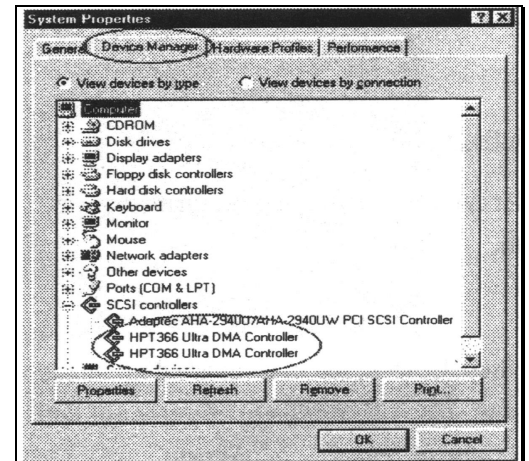 System Properties
General Device Manager Hardware Profiles Performance
View devices by type View devices by connection
Computer
CDROM
Disk drives
Display adapters
Floppy disk controllers
Hard disk controllers
Keyboard
Monitor
Mouse
Network adapters
Other devices
Ports (COM & LPT)
SCSI controllers
Adaptec AHA-2940U/AHA-2940UW PCI SCSI Controller
HPT366 Ultra DMA Controller
HPT366 Ultra DMA Controller
Properties Refresh Remove Print...
OK Cancel